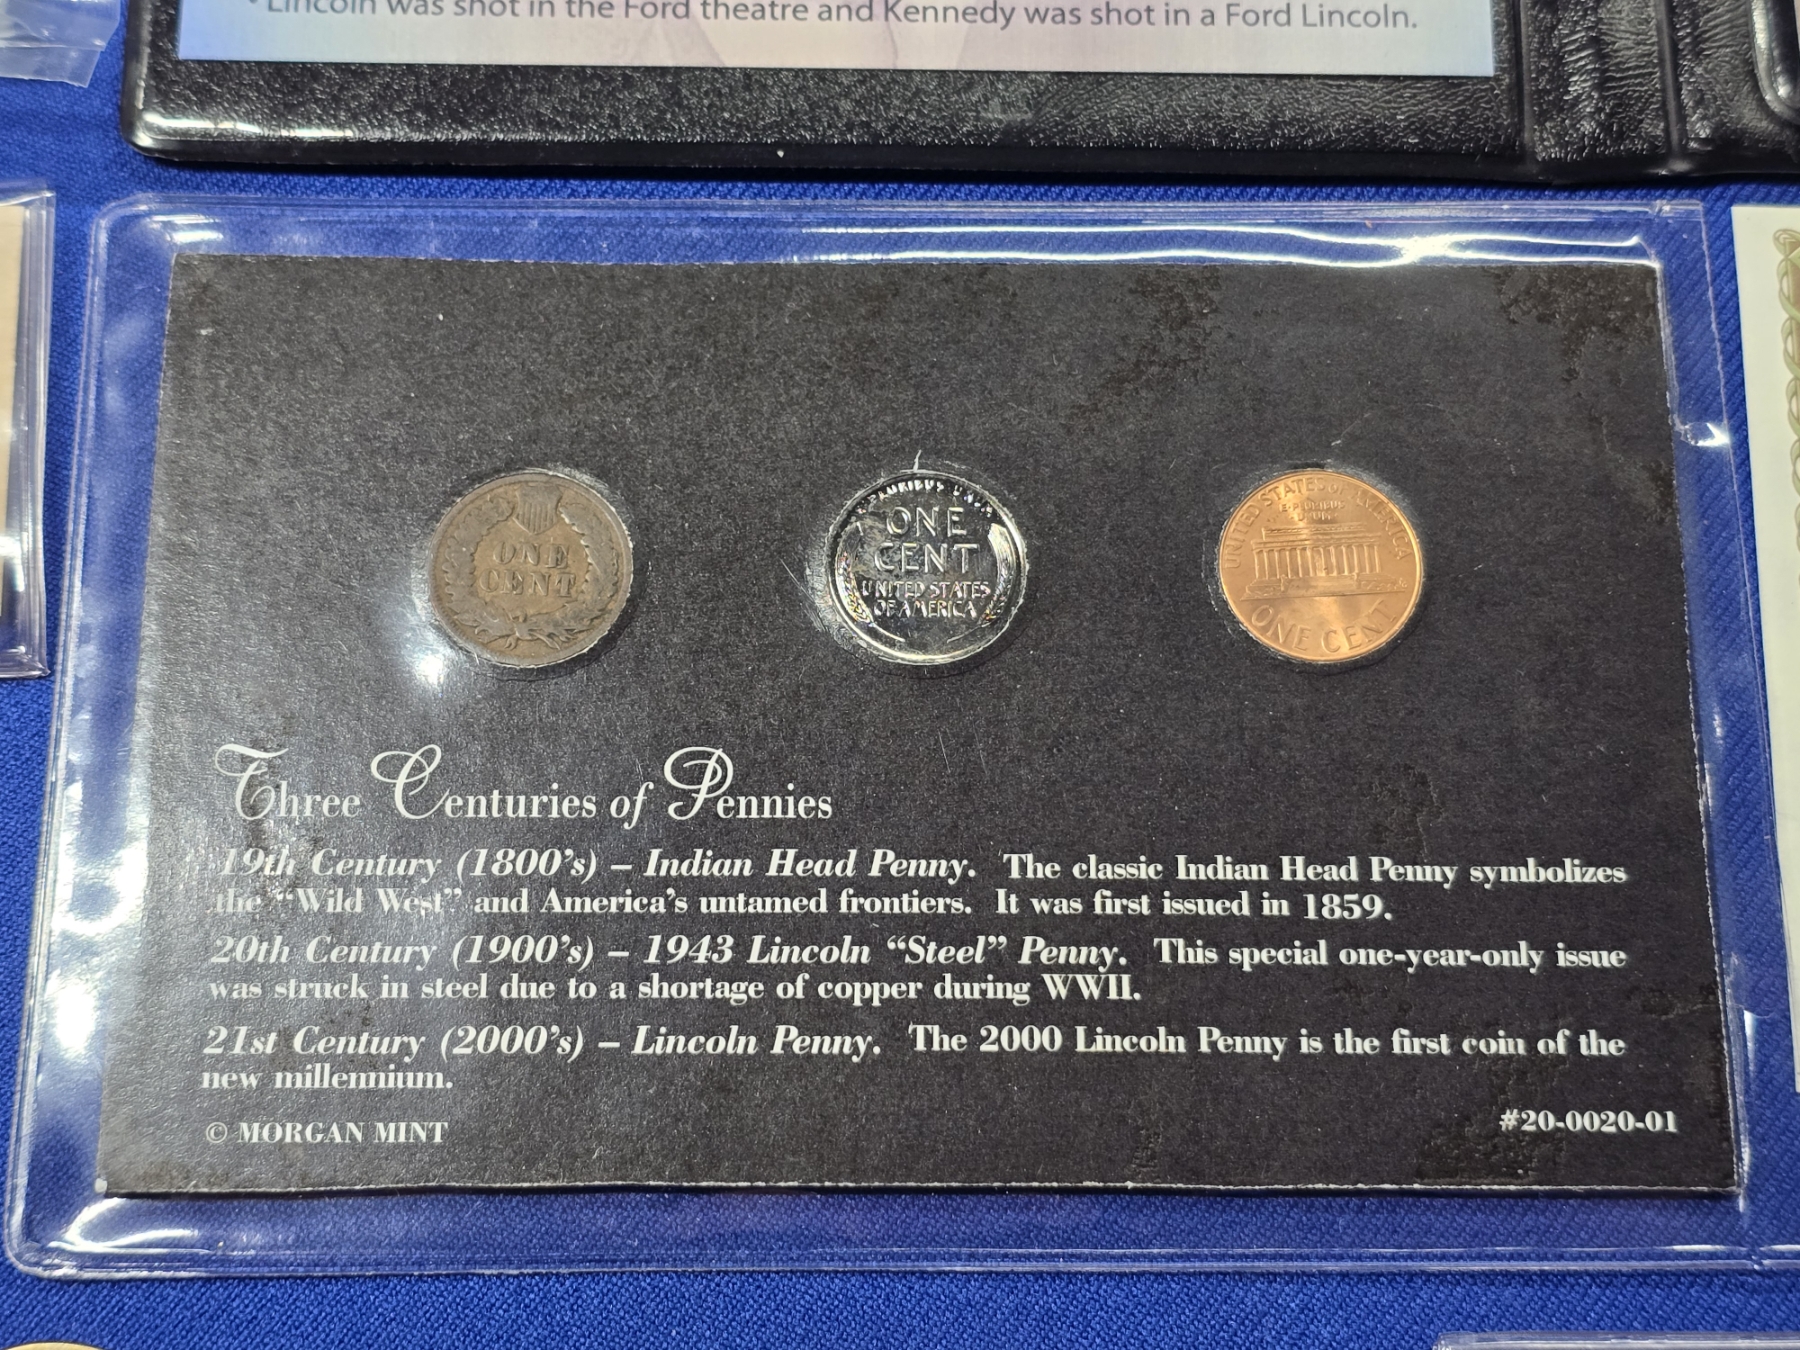 • Lincoln was shot in the Ford theatre and Kennedy was shot in a Ford Lincoln.
ONE
CENT
PLURIBUS UNUM
ONE
CENT
UNITED STATES
OF AMERICA
UNITED STATES OF AMERICA
E·PLURIBUS
UNUM
ONE CENT
Three Centuries of Pennies
19th Century (1800's) – Indian Head Penny. The classic Indian Head Penny symbolizes
the "Wild West" and America's untamed frontiers. It was first issued in 1859.
20th Century (1900's) – 1943 Lincoln "Steel" Penny. This special one-year-only issue
was struck in steel due to a shortage of copper during WWII.
21st Century (2000's) – Lincoln Penny. The 2000 Lincoln Penny is the first coin of the
new millennium.
© MORGAN MINT
#20-0020-01